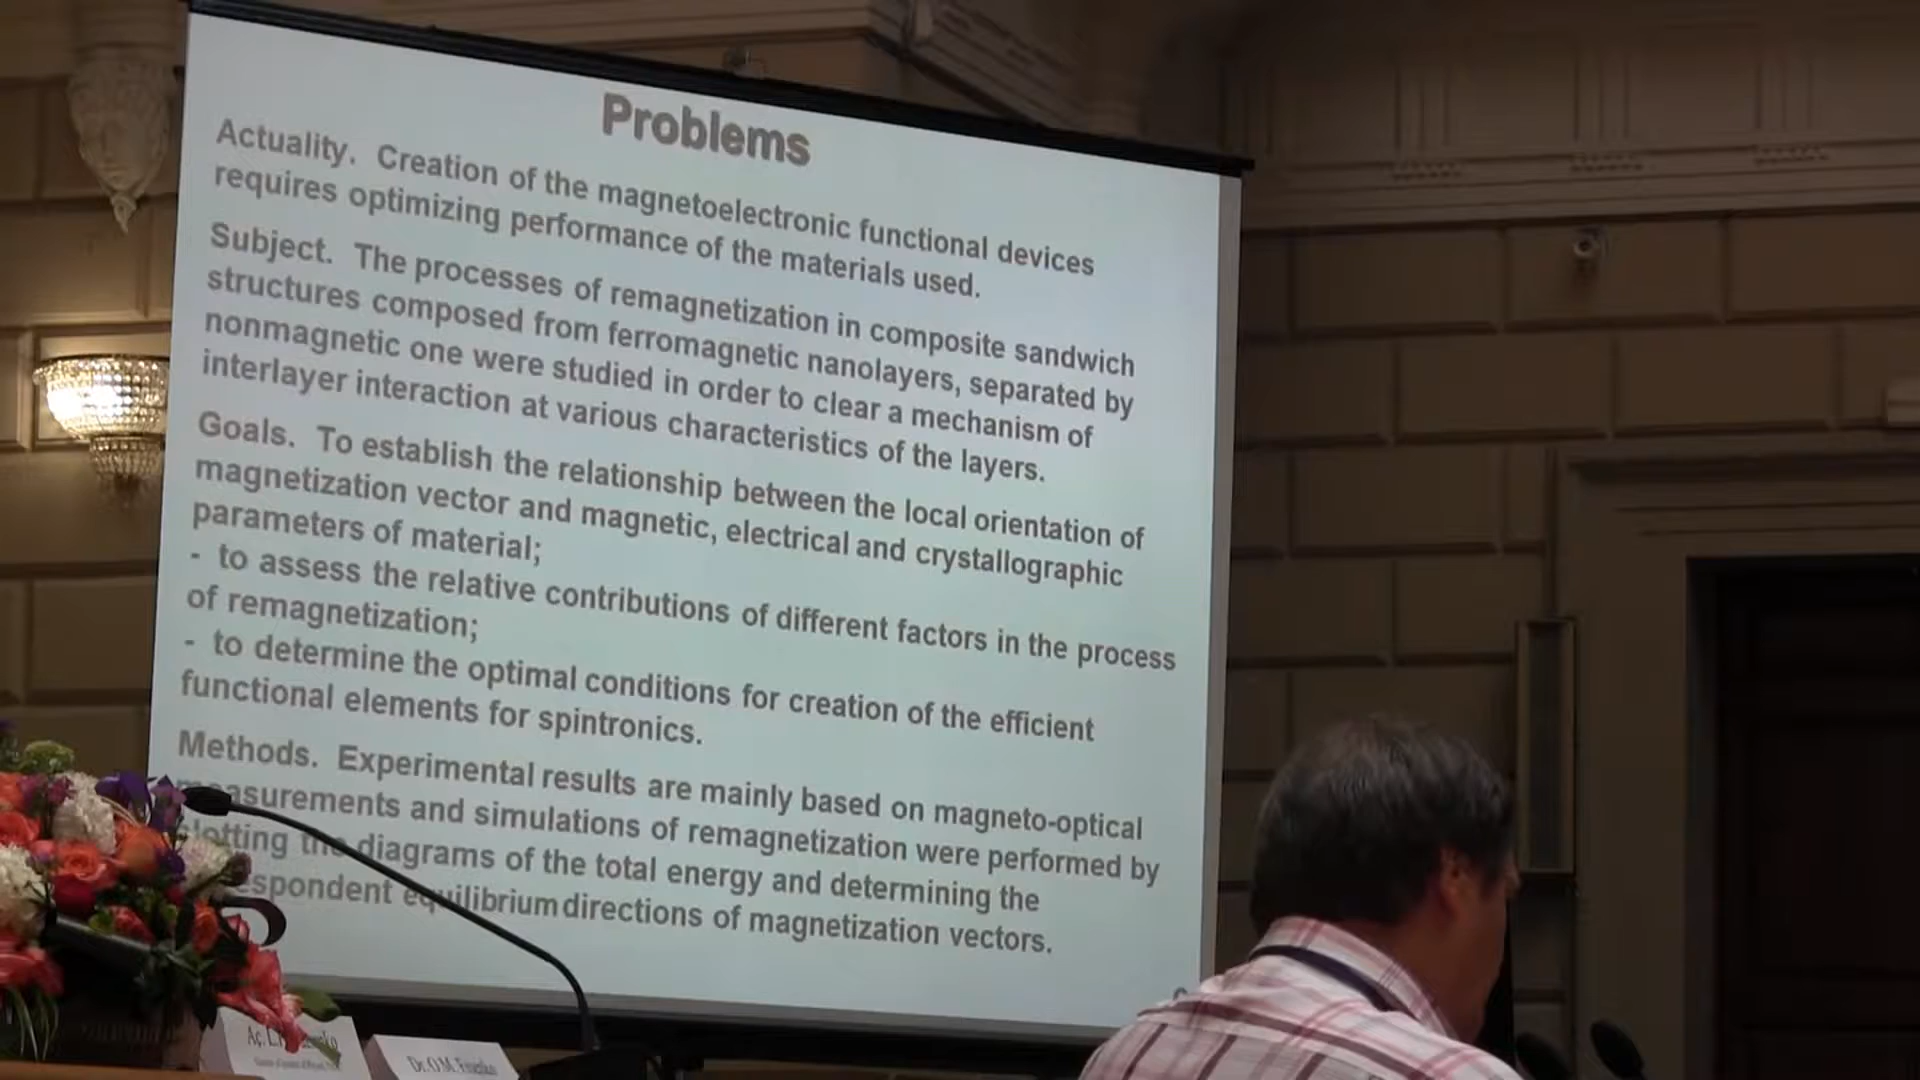 Problems
Actuality. Creation of the magnetoelectronic functional devices
requires optimizing performance of the materials used.
Subject. The processes of remagnetization in composite sandwich
structures composed from ferromagnetic nanolayers, separated by
nonmagnetic one were studied in order to clear a mechanism of
interlayer interaction at various characteristics of the layers.
Goals. To establish the relationship between the local orientation of
magnetization vector and magnetic, electrical and crystallographic
parameters of material;
- to assess the relative contributions of different factors in the process
of remagnetization;
- to determine the optimal conditions for creation of the efficient
functional elements for spintronics.
Methods. Experimental results are mainly based on magneto-optical
measurements and simulations of remagnetization were performed by
plotting the diagrams of the total energy and determining the
equilibrium directions of magnetization vectors.
Dr. O.M.